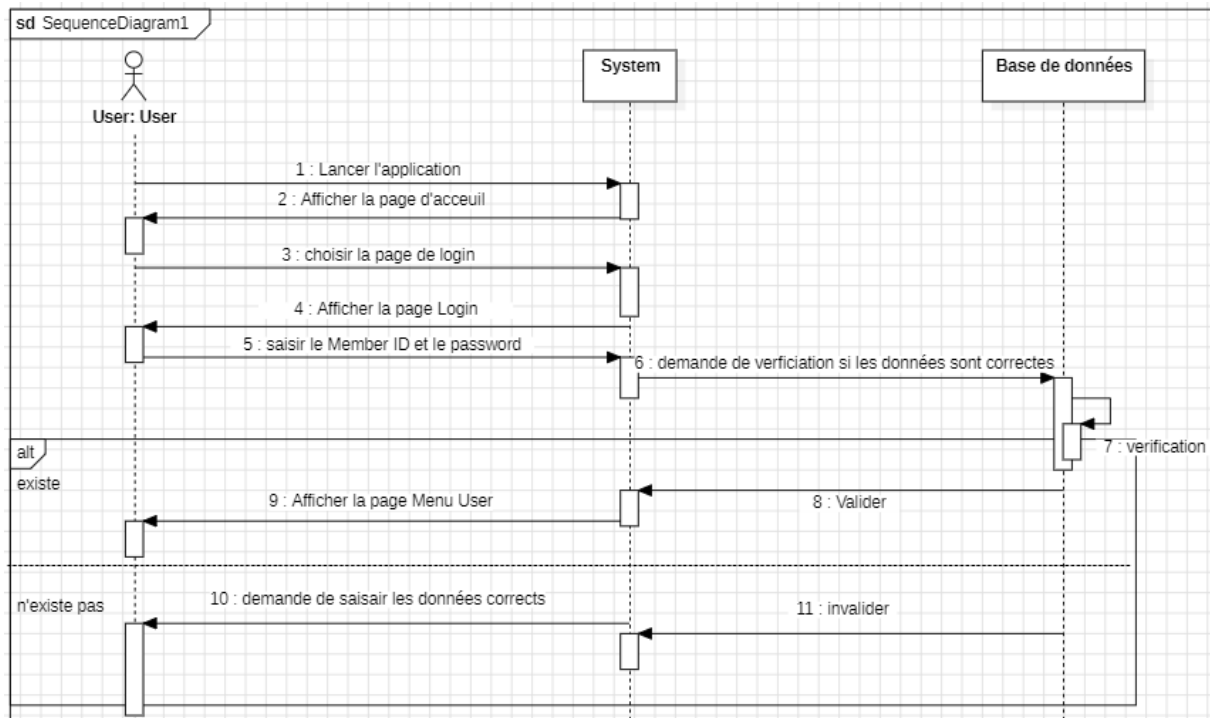 sd SequenceDiagram1
User: User
System
Base de données
1 : Lancer l'application
2 : Afficher la page d'acceuil
3 : choisir la page de login
4 : Afficher la page Login
5 : saisir le Member ID et le password
6 : demande de verficiation si les données sont correctes
7 : verification
alt
existe
8 : Valider
9 : Afficher la page Menu User
n'existe pas
10 : demande de saisair les données corrects
11 : invalider